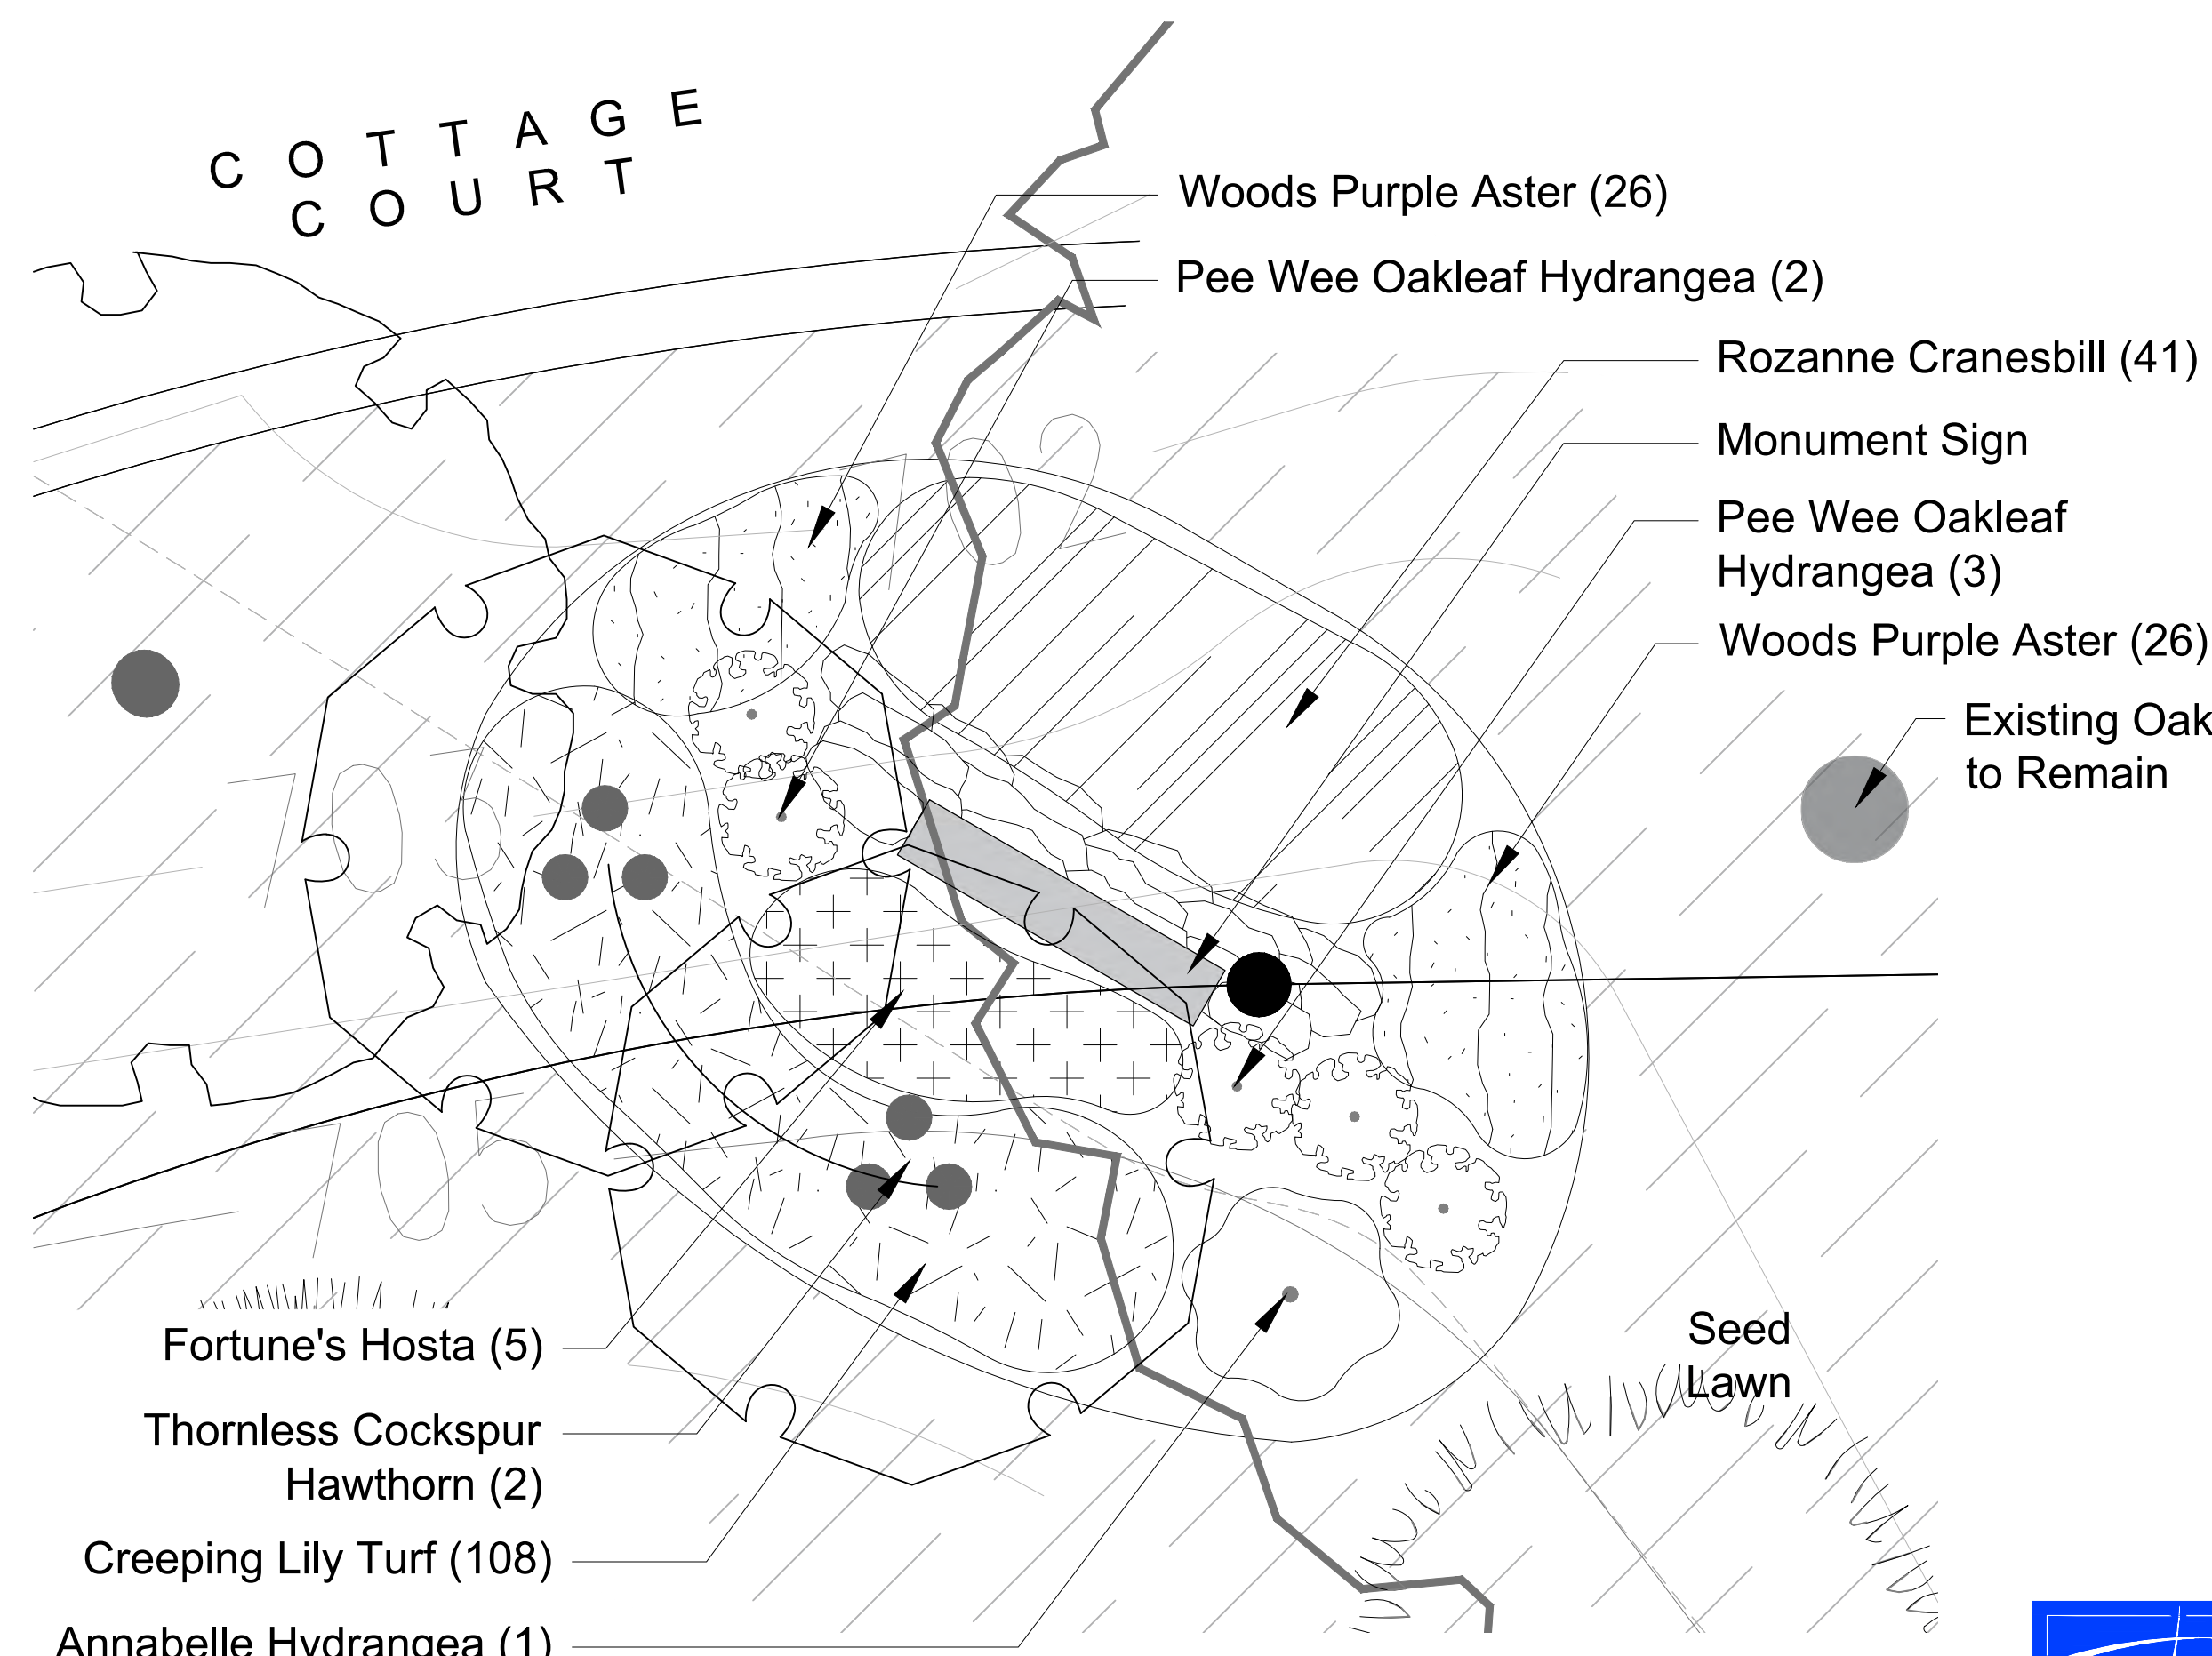 C O T T A G E
C O U R T
Woods Purple Aster (26)
Pee Wee Oakleaf Hydrangea (2)
Rozanne Cranesbill (41)
Monument Sign
Pee Wee Oakleaf
Hydrangea (3)
Woods Purple Aster (26)
Existing Oak
to Remain
Seed
Lawn
Fortune's Hosta (5)
Thornless Cockspur
Hawthorn (2)
Creeping Lily Turf (108)
Annabelle Hydrangea (1)